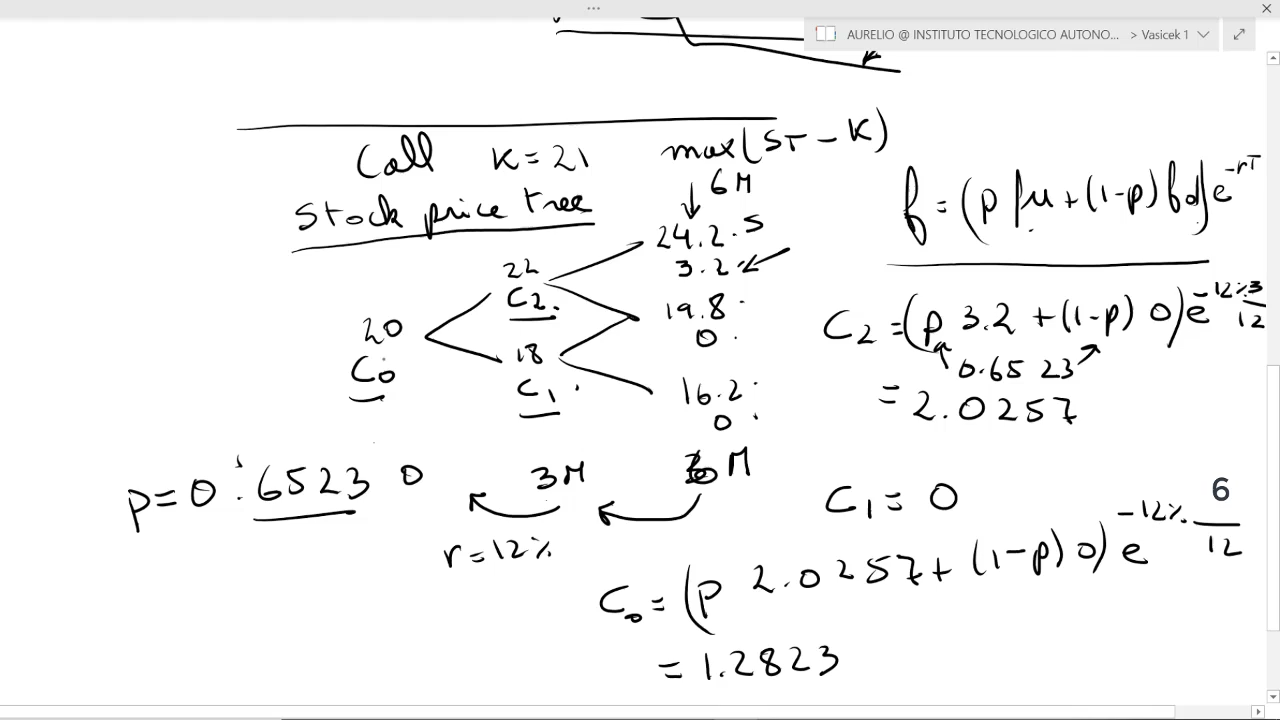 AURELIO @ INSTITUTO TECNOLOGICO AUTONO... > Vasicek 1
Call K = 21 max(ST - K)
Stock price tree
6M
f = (p fu + (1-p) fd) e^-rT
24.2
3.2
22
C2
19.8
0
20
C0
18
C1
16.2
0
C2 = (p 3.2 + (1-p) 0) e^-12% 3/12
0.6523
= 2.0257
p = 0.6523
0 3M 6M
r = 12%
C1 = 0
C0 = (p 2.0257 + (1-p) 0) e^-12% 6/12
= 1.2823